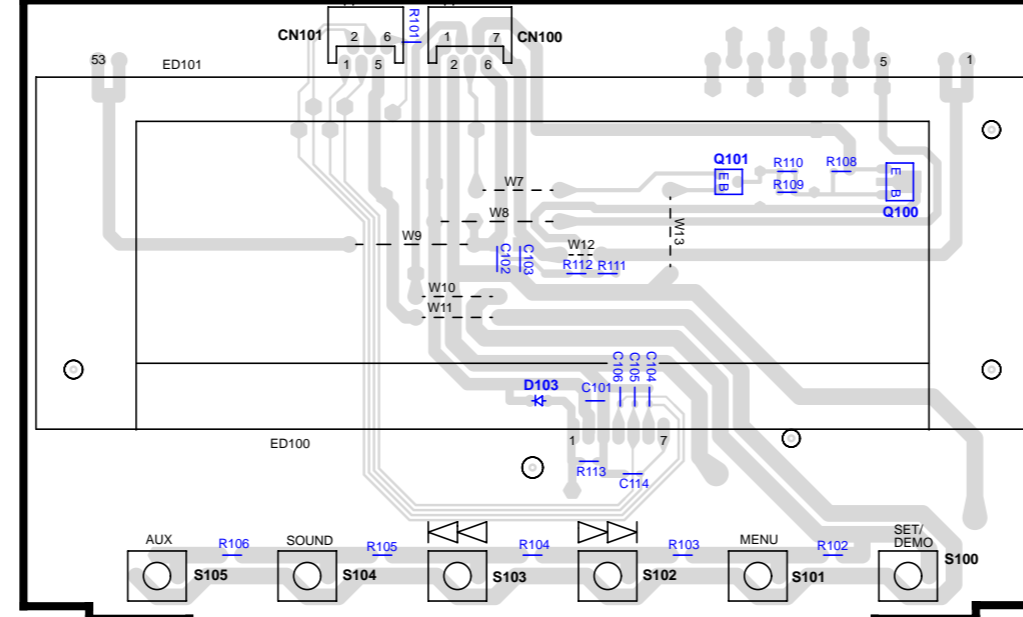 CN101
2 6
R101
1 7
CN100
53
ED101
1 5
2 6
5
1
Q101
E
B
R110
R108
R109
E
B
Q100
W7
W8
W13
W9
C102
C103
W12
R112
R111
W10
W11
C106
C105
C104
D103
C101
1
7
ED100
R113
C114
AUX
R106
SOUND
R105
R104
R103
MENU
R102
SET/
DEMO
S105
S104
S103
S102
S101
S100